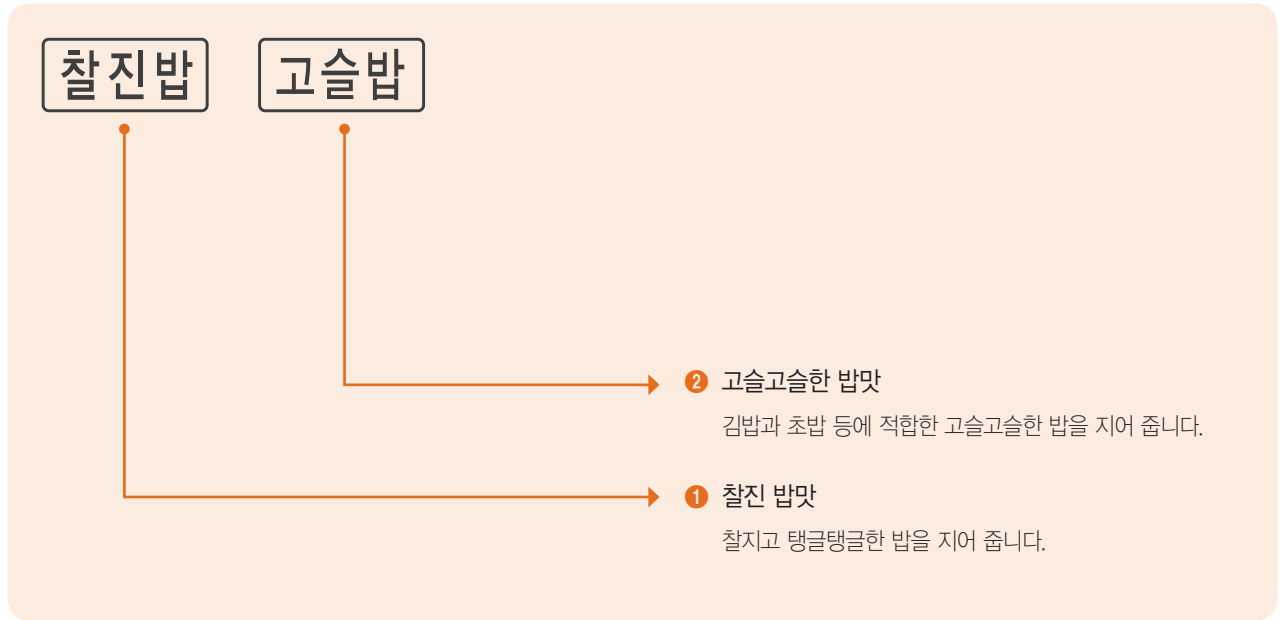 찰진밥 고슬밥
❷ 고슬고슬한 밥맛
김밥과 초밥 등에 적합한 고슬고슬한 밥을 지어 줍니다.
❶ 찰진 밥맛
찰지고 탱글탱글한 밥을 지어 줍니다.